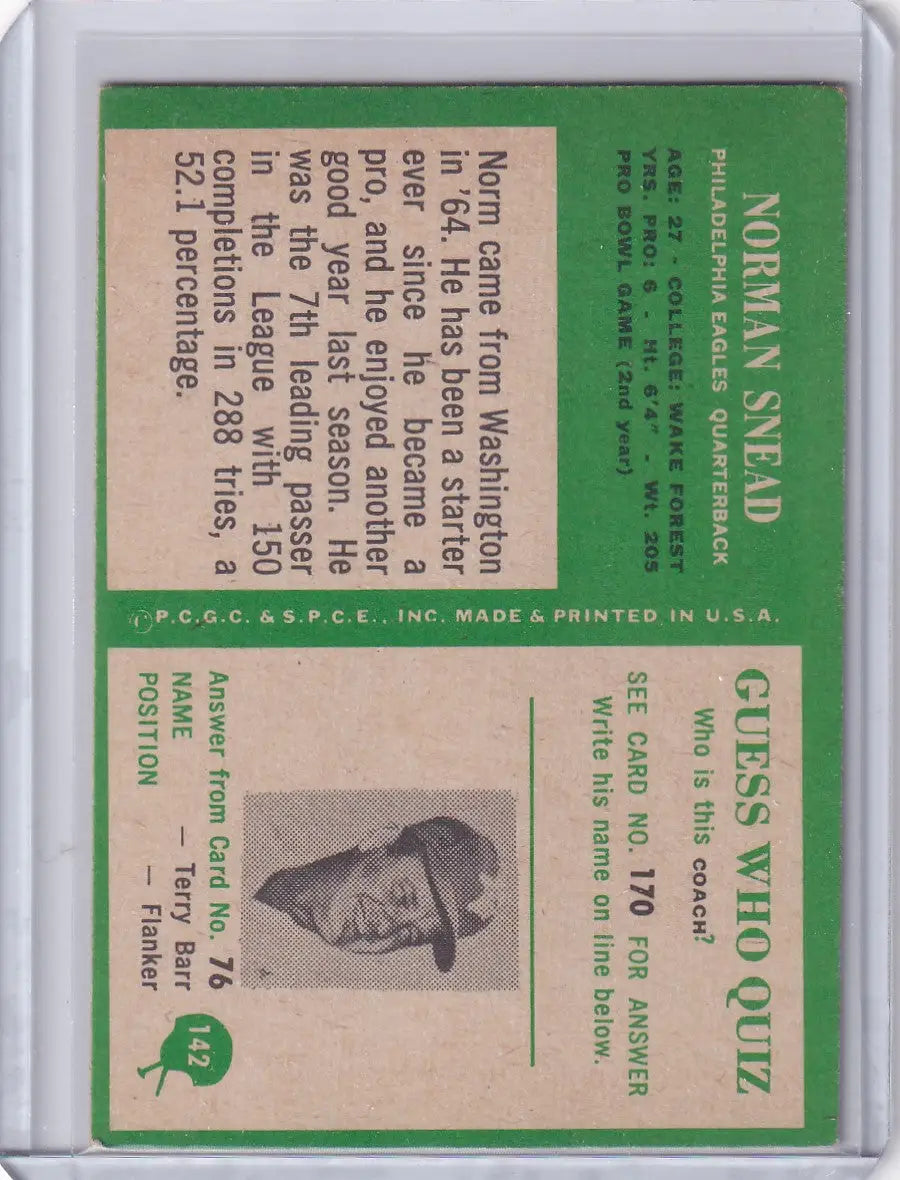 NORMAN SNEAD
PHILADELPHIA EAGLES QUARTERBACK
AGE: 27 - COLLEGE: WAKE FOREST
YRS. PRO: 6 - Ht. 6'4" - Wt. 205
PRO BOWL GAME (2nd year)
Norm came from Washington
in '64. He has been a starter
ever since he became a
pro, and he enjoyed another
good year last season. He
was the 7th leading passer
in the League with 150
completions in 288 tries, a
52.1 percentage.
©P.C.G.C. & S.P.C.E., INC. MADE & PRINTED IN U.S.A.
GUESS WHO QUIZ
Who is this COACH?
SEE CARD NO. 170 FOR ANSWER
Write his name on line below.
Answer from Card No. 76
NAME — Terry Barr
POSITION — Flanker
142